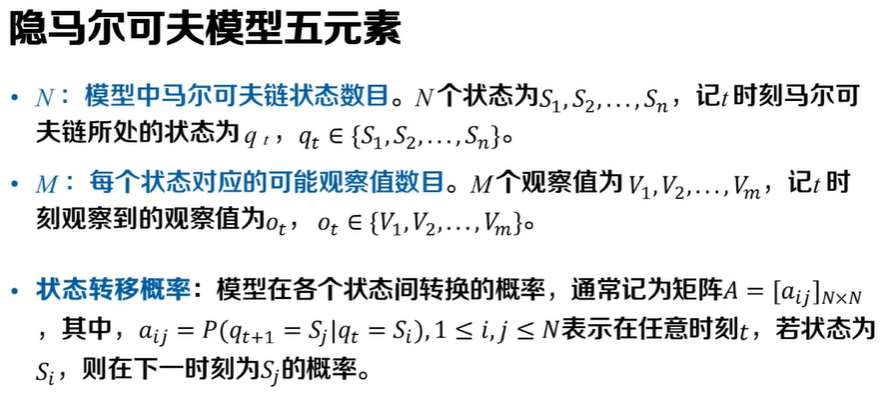 隐马尔可夫模型五元素
• N：模型中马尔可夫链状态数目。N个状态为S₁,S₂,...,Sₙ，记t时刻马尔可
夫链所处的状态为 q ₜ ，qₜ ∈ {S₁,S₂,...,Sₙ}。
• M：每个状态对应的可能观察值数目。M个观察值为 V₁,V₂,...,Vₘ，记t 时
刻观察到的观察值为oₜ，oₜ ∈ {V₁,V₂,...,Vₘ}。
• 状态转移概率：模型在各个状态间转换的概率，通常记为矩阵A = [aᵢⱼ]_{N×N}
，其中，aᵢⱼ = P(qₜ₊₁ = Sⱼ|qₜ = Sᵢ), 1 ≤ i, j ≤ N表示在任意时刻t，若状态为
Sᵢ，则在下一时刻为Sⱼ的概率。